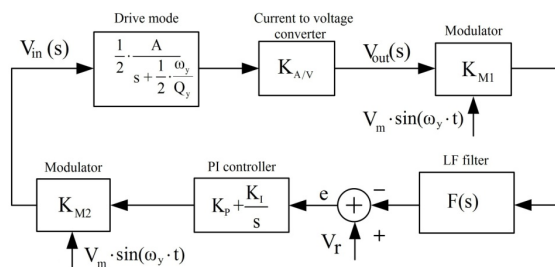 Drive mode
Current to voltage
converter
Modulator
V_in (s)
1/2 · A / (s + 1/2 · ω_y/Q_y)
K_A/V
V_out(s)
K_M1
V_m · sin(ω_y · t)
Modulator
PI controller
LF filter
K_M2
K_P + K_I/s
e
−
+
F(s)
+
V_m · sin(ω_y · t)
V_r